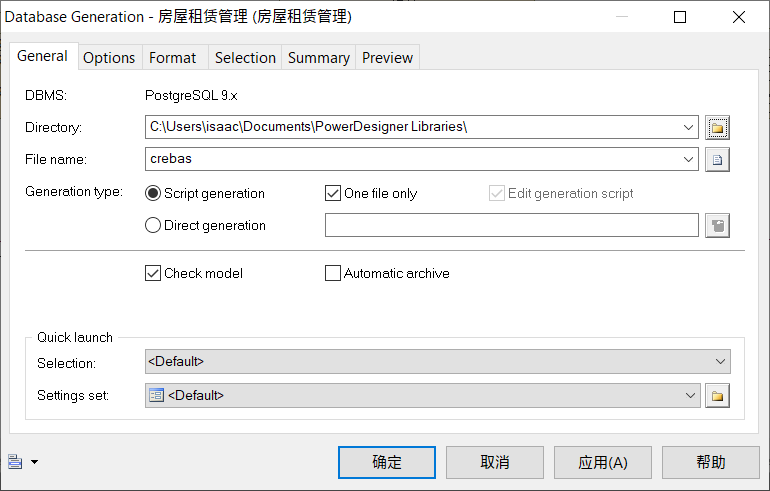 Database Generation - 房屋租赁管理 (房屋租赁管理)
General Options Format Selection Summary Preview
DBMS: PostgreSQL 9.x
Directory: C:\Users\isaac\Documents\PowerDesigner Libraries\
File name: crebas
Generation type: Script generation One file only Edit generation script
Direct generation
Check model Automatic archive
Quick launch
Selection: <Default>
Settings set: <Default>
确定 取消 应用(A) 帮助